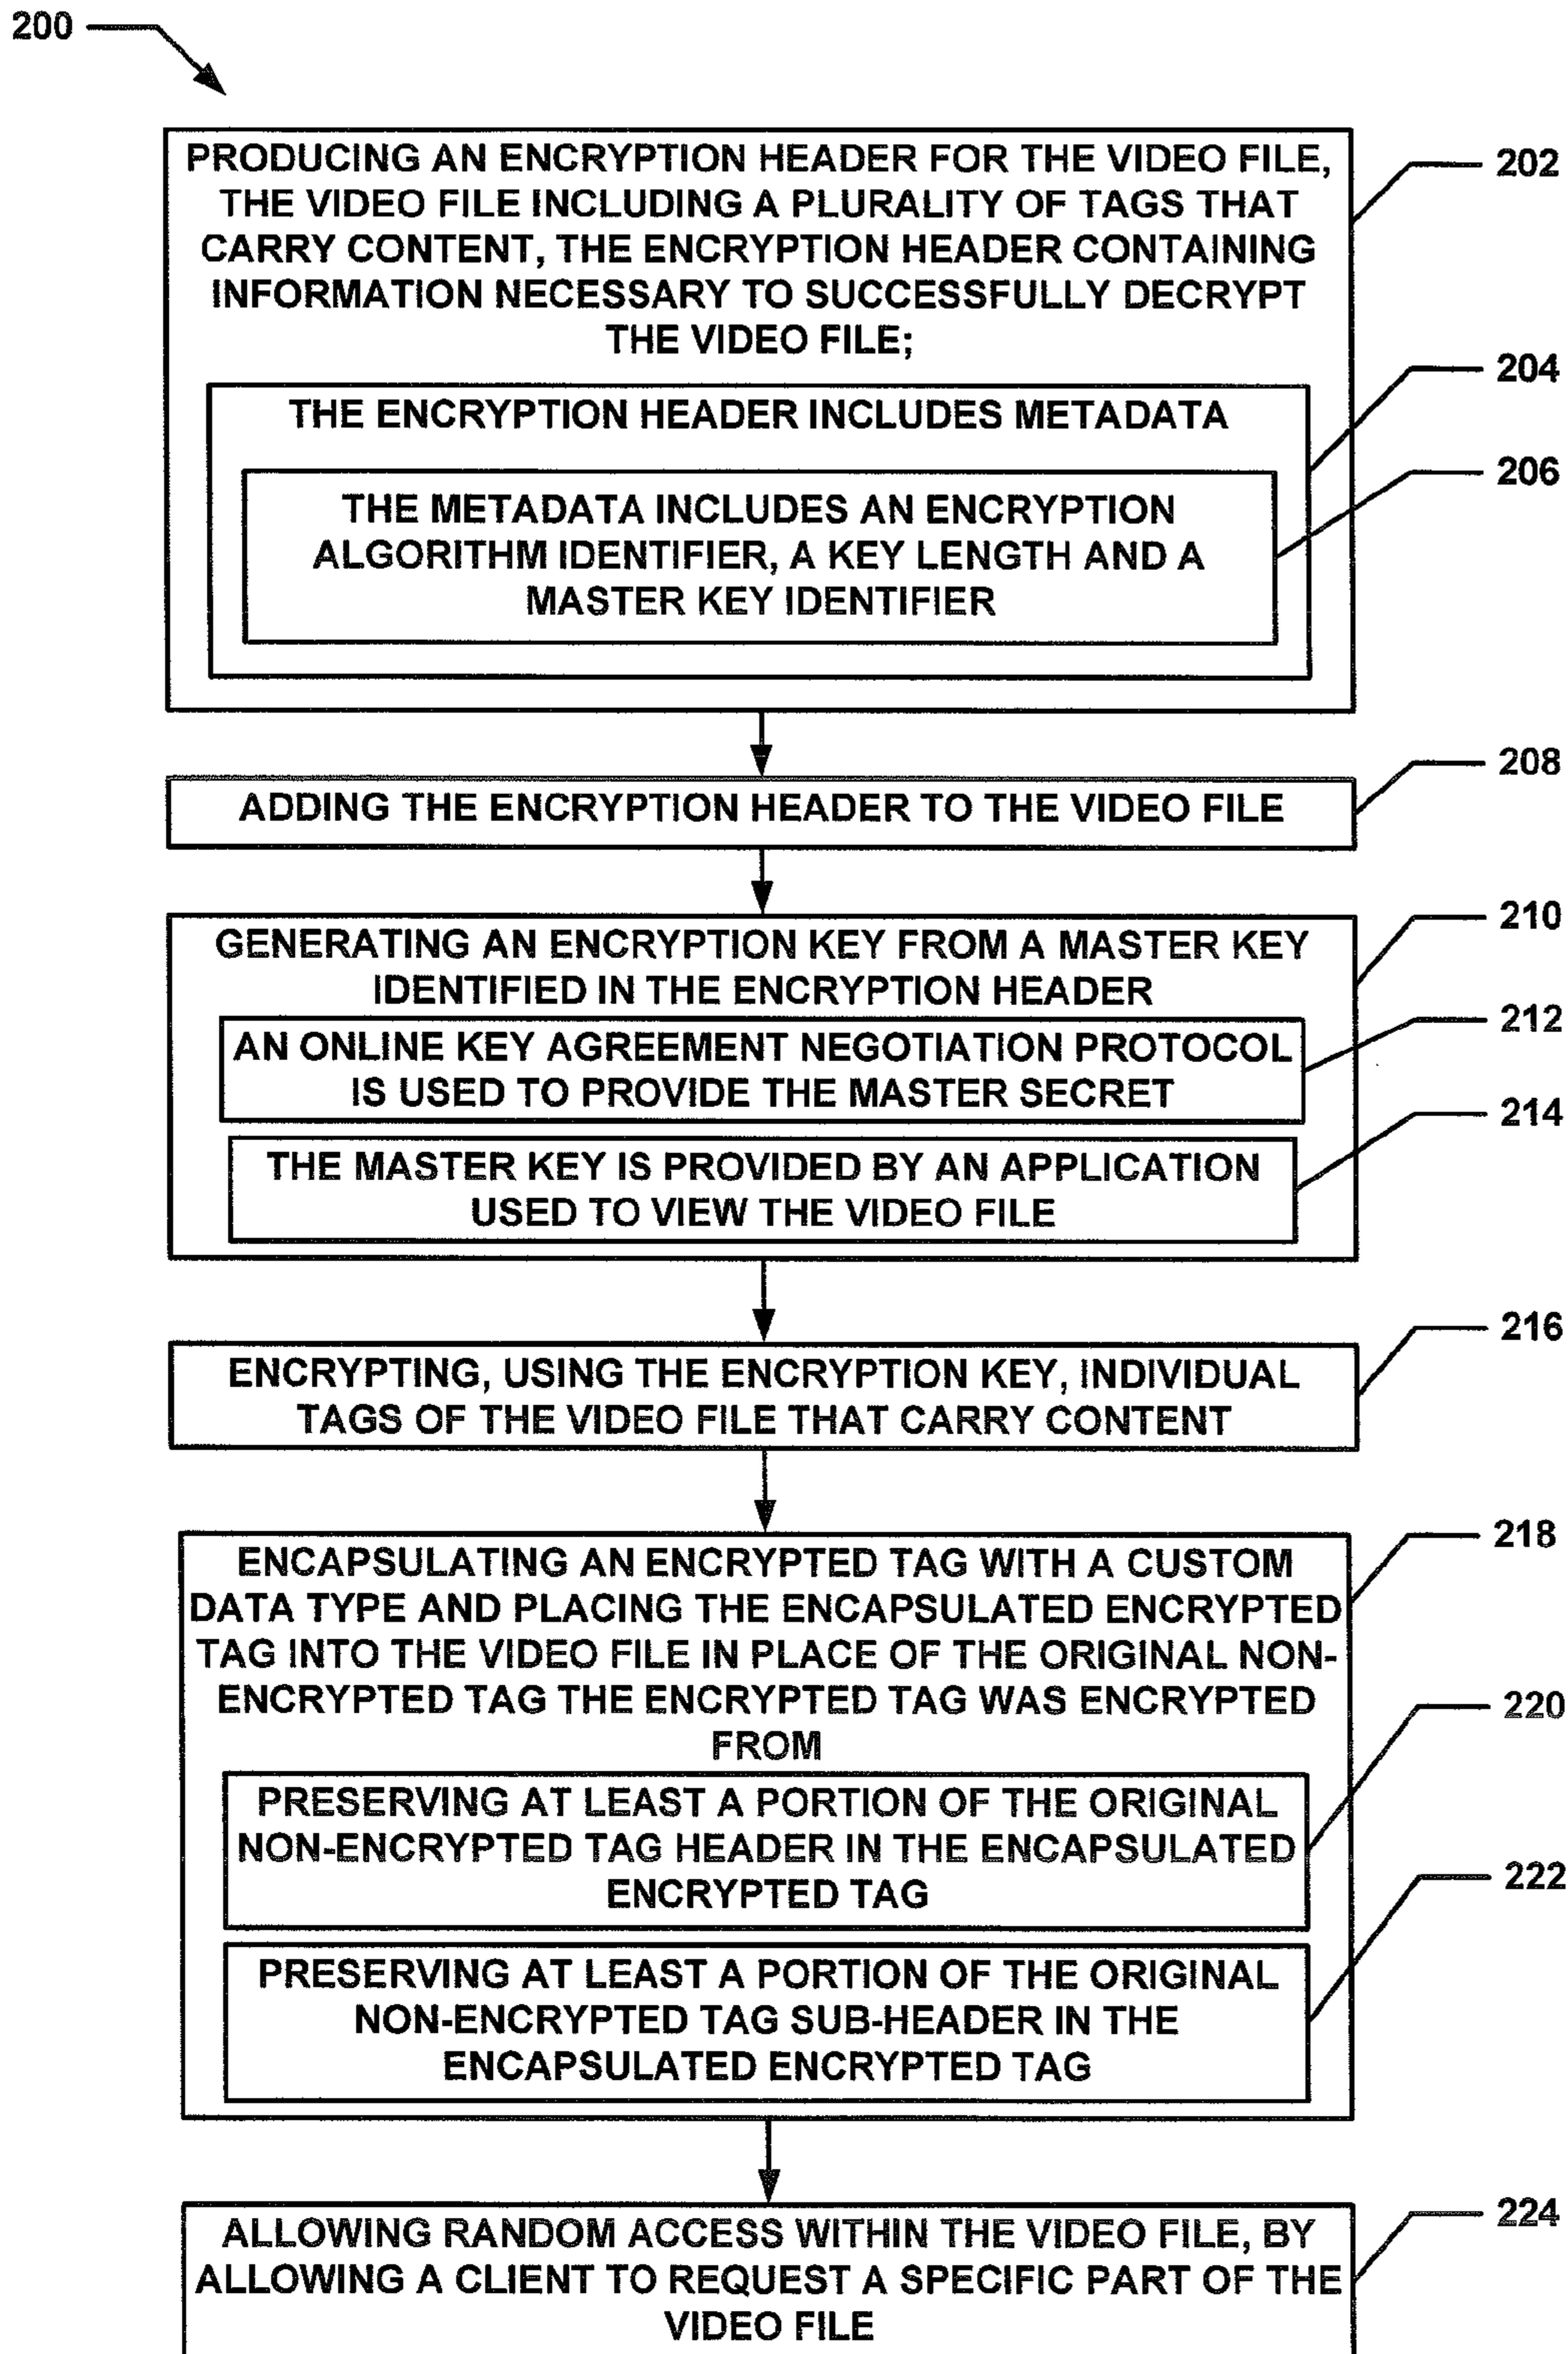 200
PRODUCING AN ENCRYPTION HEADER FOR THE VIDEO FILE,
THE VIDEO FILE INCLUDING A PLURALITY OF TAGS THAT
CARRY CONTENT, THE ENCRYPTION HEADER CONTAINING
INFORMATION NECESSARY TO SUCCESSFULLY DECRYPT
THE VIDEO FILE;
202
THE ENCRYPTION HEADER INCLUDES METADATA
204
THE METADATA INCLUDES AN ENCRYPTION
ALGORITHM IDENTIFIER, A KEY LENGTH AND A
MASTER KEY IDENTIFIER
206
ADDING THE ENCRYPTION HEADER TO THE VIDEO FILE
208
GENERATING AN ENCRYPTION KEY FROM A MASTER KEY
IDENTIFIED IN THE ENCRYPTION HEADER
210
AN ONLINE KEY AGREEMENT NEGOTIATION PROTOCOL
IS USED TO PROVIDE THE MASTER SECRET
212
THE MASTER KEY IS PROVIDED BY AN APPLICATION
USED TO VIEW THE VIDEO FILE
214
ENCRYPTING, USING THE ENCRYPTION KEY, INDIVIDUAL
TAGS OF THE VIDEO FILE THAT CARRY CONTENT
216
ENCAPSULATING AN ENCRYPTED TAG WITH A CUSTOM
DATA TYPE AND PLACING THE ENCAPSULATED ENCRYPTED
TAG INTO THE VIDEO FILE IN PLACE OF THE ORIGINAL NON-
ENCRYPTED TAG THE ENCRYPTED TAG WAS ENCRYPTED
FROM
218
PRESERVING AT LEAST A PORTION OF THE ORIGINAL
NON-ENCRYPTED TAG HEADER IN THE ENCAPSULATED
ENCRYPTED TAG
220
PRESERVING AT LEAST A PORTION OF THE ORIGINAL
NON-ENCRYPTED TAG SUB-HEADER IN THE
ENCAPSULATED ENCRYPTED TAG
222
ALLOWING RANDOM ACCESS WITHIN THE VIDEO FILE, BY
ALLOWING A CLIENT TO REQUEST A SPECIFIC PART OF THE
VIDEO FILE
224